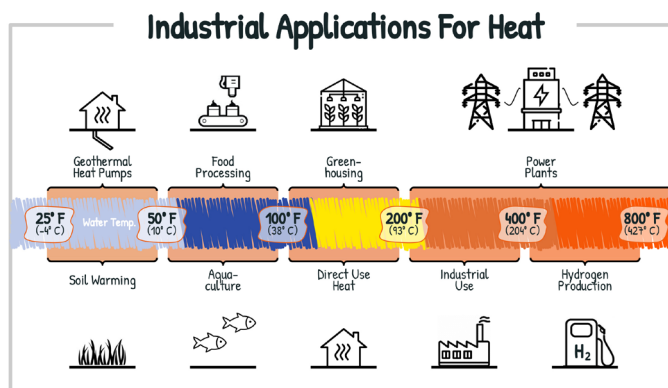 Industrial Applications For Heat
Geothermal
Heat Pumps
Food
Processing
Green-
housing
Power
Plants
25° F
(-4° C)
Water Temp.
50° F
(10° C)
100° F
(38° C)
200° F
(93° C)
400° F
(204° C)
800° F
(427° C)
Soil Warming
Aqua-
culture
Direct Use
Heat
Industrial
Use
Hydrogen
Production
H2